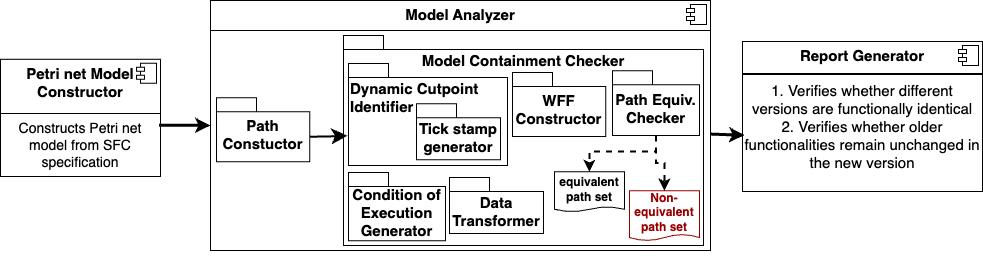 Model Analyzer
Petri net Model
Constructor
Constructs Petri net
model from SFC
specification
Path
Constuctor
Model Containment Checker
Dynamic Cutpoint
Identifier
Tick stamp
generator
WFF
Constructor
Path Equiv.
Checker
equivalent
path set
Non-
equivalent
path set
Condition of
Execution
Generator
Data
Transformer
Report Generator
1. Verifies whether different
versions are functionally identical
2. Verifies whether older
functionalities remain unchanged in
the new version